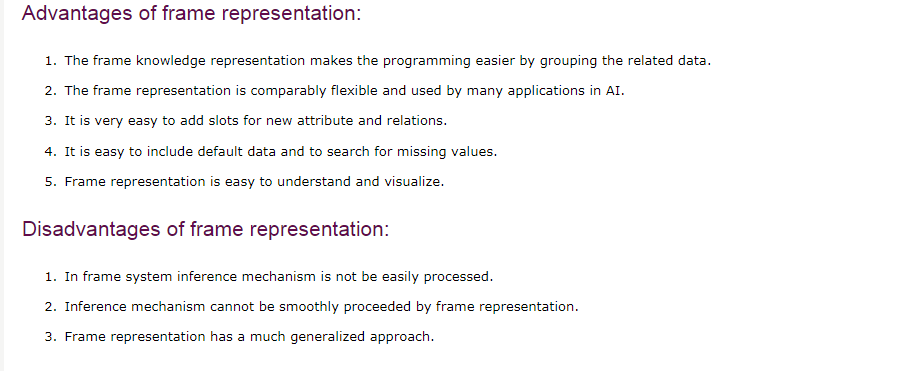 Advantages of frame representation:
1. The frame knowledge representation makes the programming easier by grouping the related data.
2. The frame representation is comparably flexible and used by many applications in AI.
3. It is very easy to add slots for new attribute and relations.
4. It is easy to include default data and to search for missing values.
5. Frame representation is easy to understand and visualize.
Disadvantages of frame representation:
1. In frame system inference mechanism is not be easily processed.
2. Inference mechanism cannot be smoothly proceeded by frame representation.
3. Frame representation has a much generalized approach.